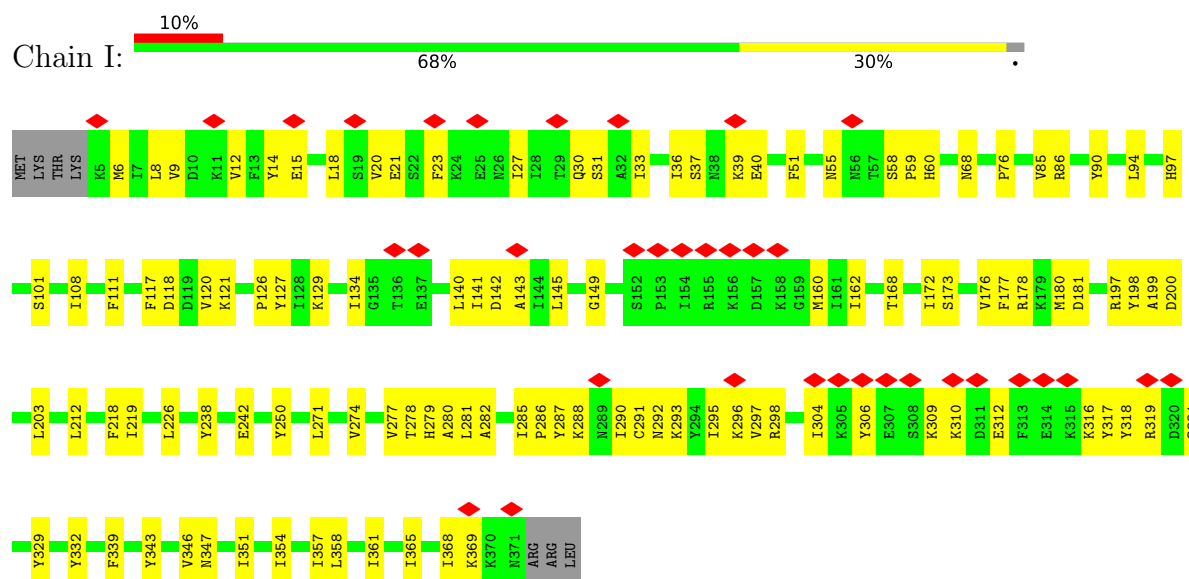 10%
Chain I:
68% 30% •
MET LYS THR LYS K5 M6 I7 L8 V9 D10 K11 V12 F13 Y14 E15 L18 S19 V20 E21 S22 F23 K24 E25 N26 I27 I28 T29 Q30 S31 A32 I33 I36 S37 N38 K39 E40 F51 N55 N56 T57 S58 P59 H60 N68 P76 V85 R86 Y90 L94 H97
S101 I108 F111 F117 D118 D119 V120 K121 P126 Y127 I128 K129 I134 G135 T136 E137 L140 I141 D142 A143 I144 L145 G149 S152 P153 I154 R155 K156 D157 K158 G159 M160 I161 I162 T168 I172 S173 V176 F177 R178 K179 M180 D181 R197 Y198 A199 D200
L203 L212 F218 I219 L226 Y238 E242 Y250 L271 V274 V277 T278 H279 A280 L281 A282 I285 P286 Y287 K288 N289 I290 C291 N292 K293 Y294 I295 K296 V297 R298 I304 K305 Y306 E307 S308 K309 K310 D311 E312 F313 E314 K315 K316 Y317 Y318 R319 D320
Y329 Y332 F339 Y343 V346 N347 I351 I354 I357 L358 I361 I365 I368 K369 K370 N371 ARG ARG LEU